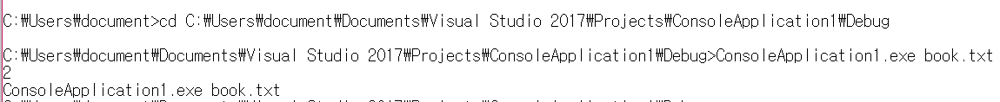 C:₩Users₩document>cd C:₩Users₩document₩Documents₩Visual Studio 2017₩Projects₩ConsoleApplication1₩Debug
C:₩Users₩document₩Documents₩Visual Studio 2017₩Projects₩ConsoleApplication1₩Debug>ConsoleApplication1.exe book.txt
2
ConsoleApplication1.exe book.txt